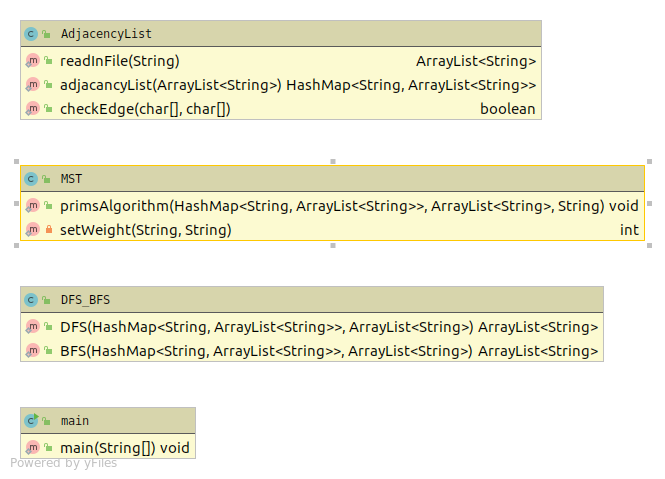 AdjacencyList
readInFile(String) ArrayList<String>
adjacancyList(ArrayList<String>) HashMap<String, ArrayList<String>>
checkEdge(char[], char[]) boolean
MST
primsAlgorithm(HashMap<String, ArrayList<String>>, ArrayList<String>, String) void
setWeight(String, String) int
DFS_BFS
DFS(HashMap<String, ArrayList<String>>, ArrayList<String>) ArrayList<String>
BFS(HashMap<String, ArrayList<String>>, ArrayList<String>) ArrayList<String>
main
main(String[]) void
Powered by yFiles